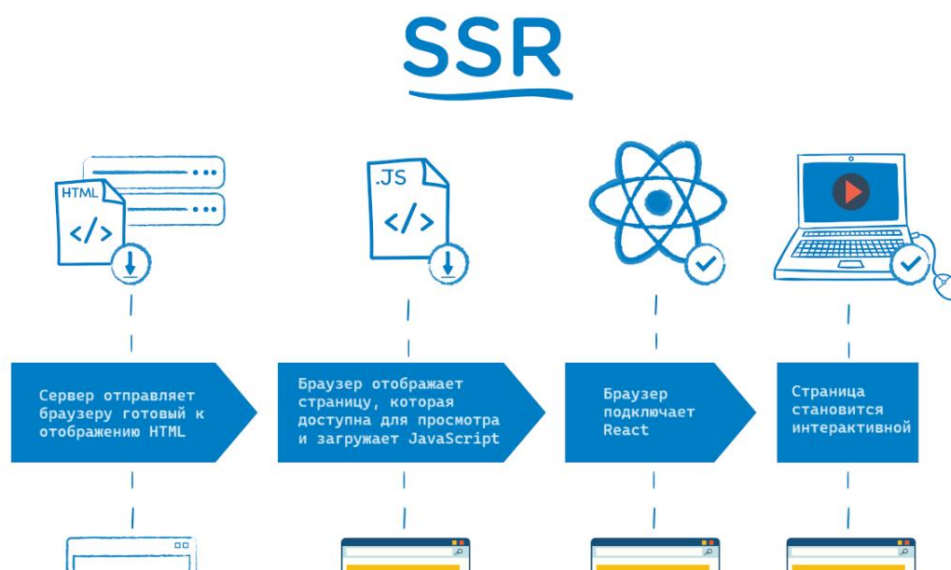 SSR
HTML
</>
.JS
</>
Сервер отправляет
браузеру готовый к
отображению HTML
Браузер отображает
страницу, которая
доступна для просмотра
и загружает JavaScript
Браузер
подключает
React
Страница
становится
интерактивной